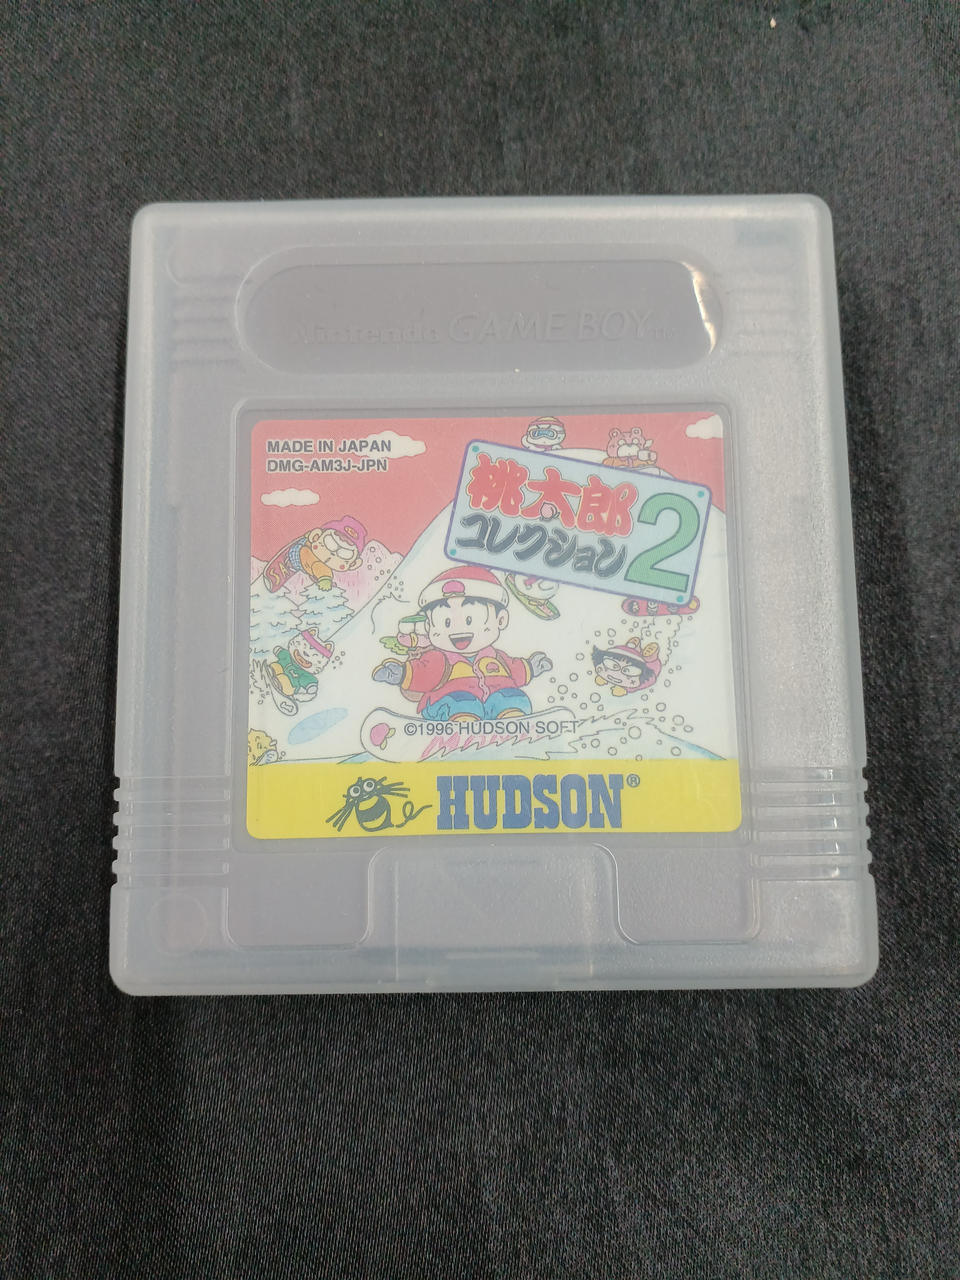 Nintendo GAME BOY TM
MADE IN JAPAN
DMG-AM3J-JPN
桃太郎
コレクション2
©1996 HUDSON SOFT
HUDSON®